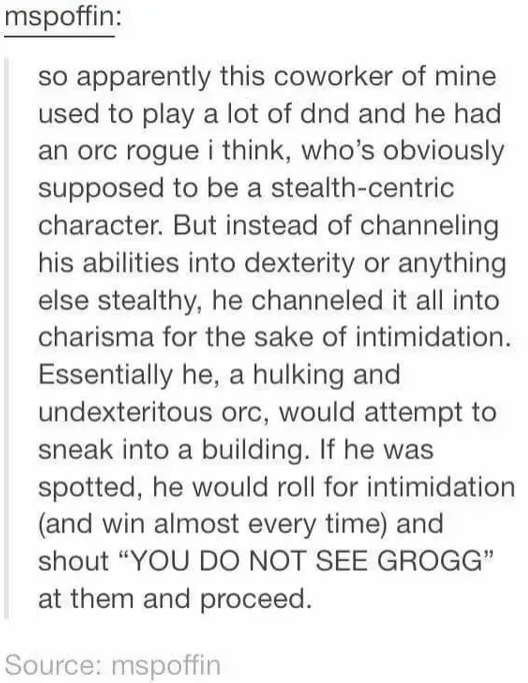 mspoffin:
so apparently this coworker of mine
used to play a lot of dnd and he had
an orc rogue i think, who's obviously
supposed to be a stealth-centric
character. But instead of channeling
his abilities into dexterity or anything
else stealthy, he channeled it all into
charisma for the sake of intimidation.
Essentially he, a hulking and
undexteritous orc, would attempt to
sneak into a building. If he was
spotted, he would roll for intimidation
(and win almost every time) and
shout “YOU DO NOT SEE GROGG”
at them and proceed.
Source: mspoffin